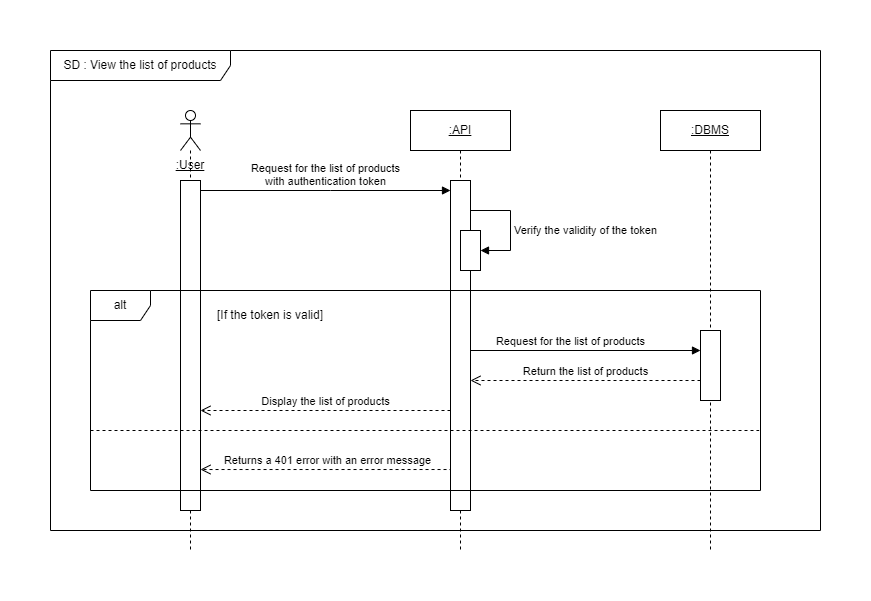 SD : View the list of products
:User
:API
:DBMS
Request for the list of products
with authentication token
Verify the validity of the token
alt
[If the token is valid]
Request for the list of products
Return the list of products
Display the list of products
Returns a 401 error with an error message